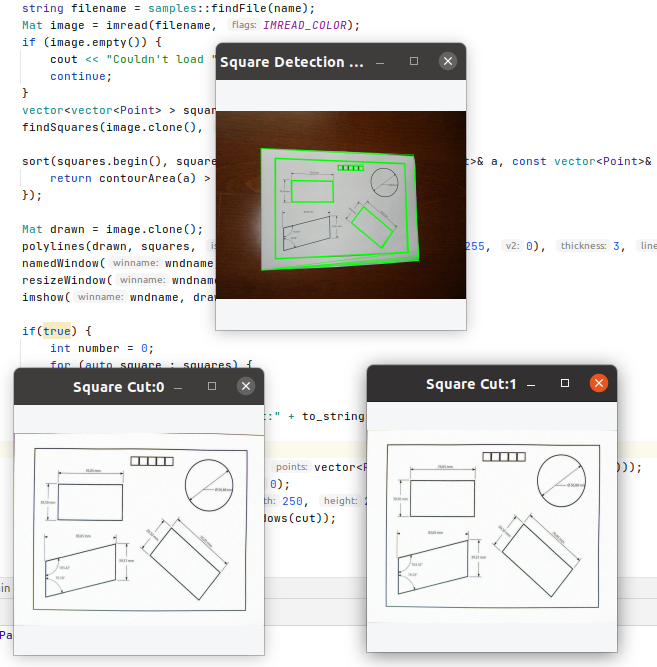 string filename = samples::findFile(name);
Mat image = imread(filename, flags: IMREAD_COLOR);
if (image.empty()) {
cout << "Couldn't load "
continue;
}
vector<vector<Point> > squar
findSquares(image.clone(),
sort(squares.begin(), square t>& a, const vector<Point>&
return contourArea(a) >
});
Mat drawn = image.clone();
polylines(drawn, squares, 255, v2: 0), thickness: 3, line
namedWindow( winname: wndname
resizeWindow( winname: wndname
imshow( winname: wndname, draw
if(true) {
int number = 0;
for (auto square : squares) {
:" + to_string
points: vector<P )));
0);
th: 250, height: 2
dows(cut));
in
Pa
Square Detection ...
Square Cut:0
Square Cut:1